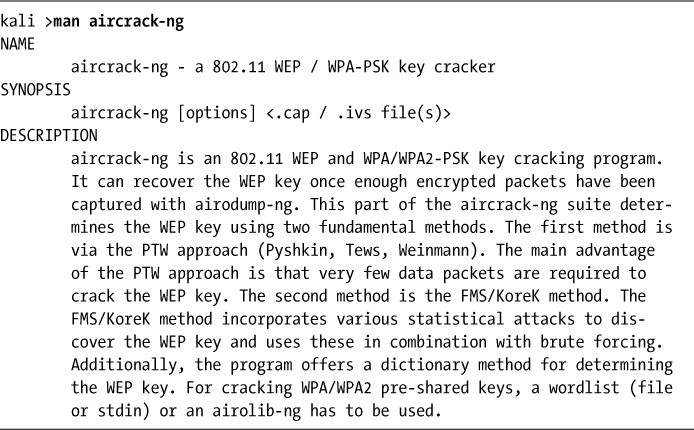 kali >man aircrack-ng
NAME
aircrack-ng - a 802.11 WEP / WPA-PSK key cracker
SYNOPSIS
aircrack-ng [options] <.cap / .ivs file(s)>
DESCRIPTION
aircrack-ng is an 802.11 WEP and WPA/WPA2-PSK key cracking program.
It can recover the WEP key once enough encrypted packets have been
captured with airodump-ng. This part of the aircrack-ng suite deter-
mines the WEP key using two fundamental methods. The first method is
via the PTW approach (Pyshkin, Tews, Weinmann). The main advantage
of the PTW approach is that very few data packets are required to
crack the WEP key. The second method is the FMS/KoreK method. The
FMS/KoreK method incorporates various statistical attacks to dis-
cover the WEP key and uses these in combination with brute forcing.
Additionally, the program offers a dictionary method for determining
the WEP key. For cracking WPA/WPA2 pre-shared keys, a wordlist (file
or stdin) or an airolib-ng has to be used.